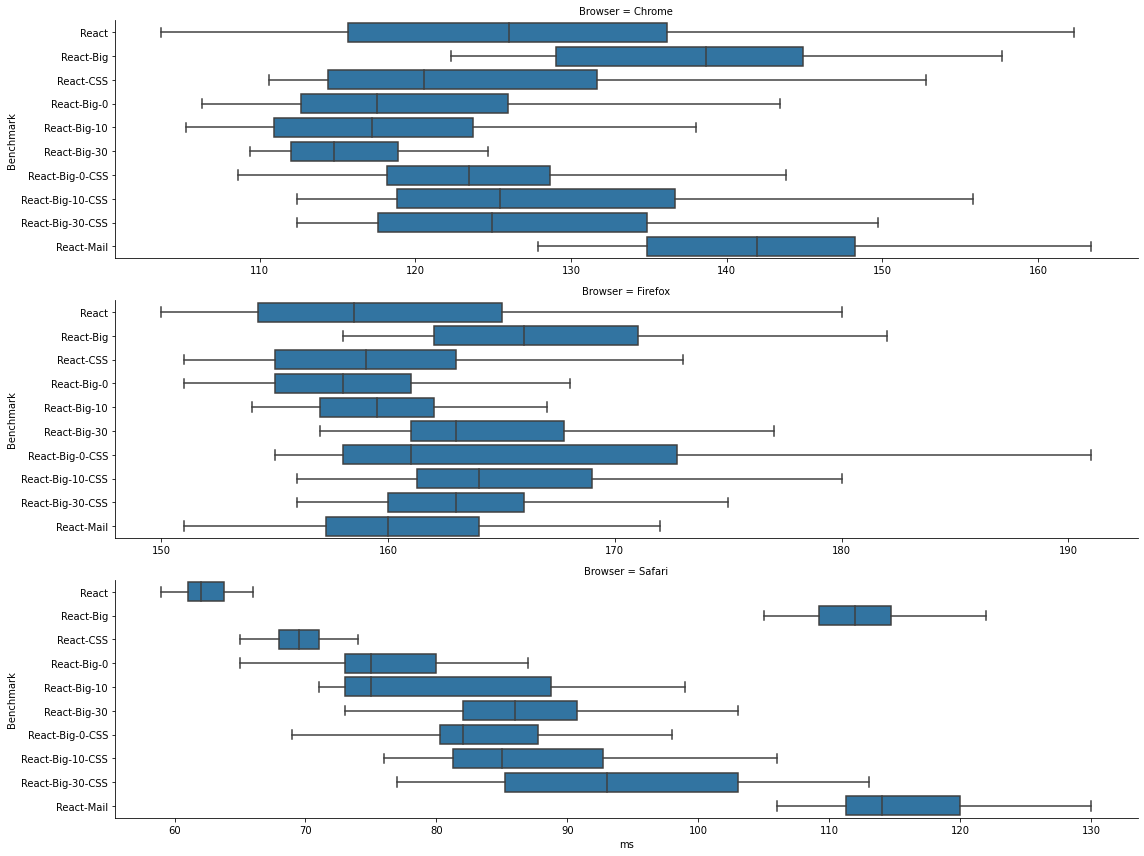 Browser = Chrome
React
React-Big
React-CSS
React-Big-0
React-Big-10
React-Big-30
React-Big-0-CSS
React-Big-10-CSS
React-Big-30-CSS
React-Mail
Benchmark
110 120 130 140 150 160
Browser = Firefox
React
React-Big
React-CSS
React-Big-0
React-Big-10
React-Big-30
React-Big-0-CSS
React-Big-10-CSS
React-Big-30-CSS
React-Mail
Benchmark
150 160 170 180 190
Browser = Safari
React
React-Big
React-CSS
React-Big-0
React-Big-10
React-Big-30
React-Big-0-CSS
React-Big-10-CSS
React-Big-30-CSS
React-Mail
Benchmark
60 70 80 90 100 110 120 130
ms